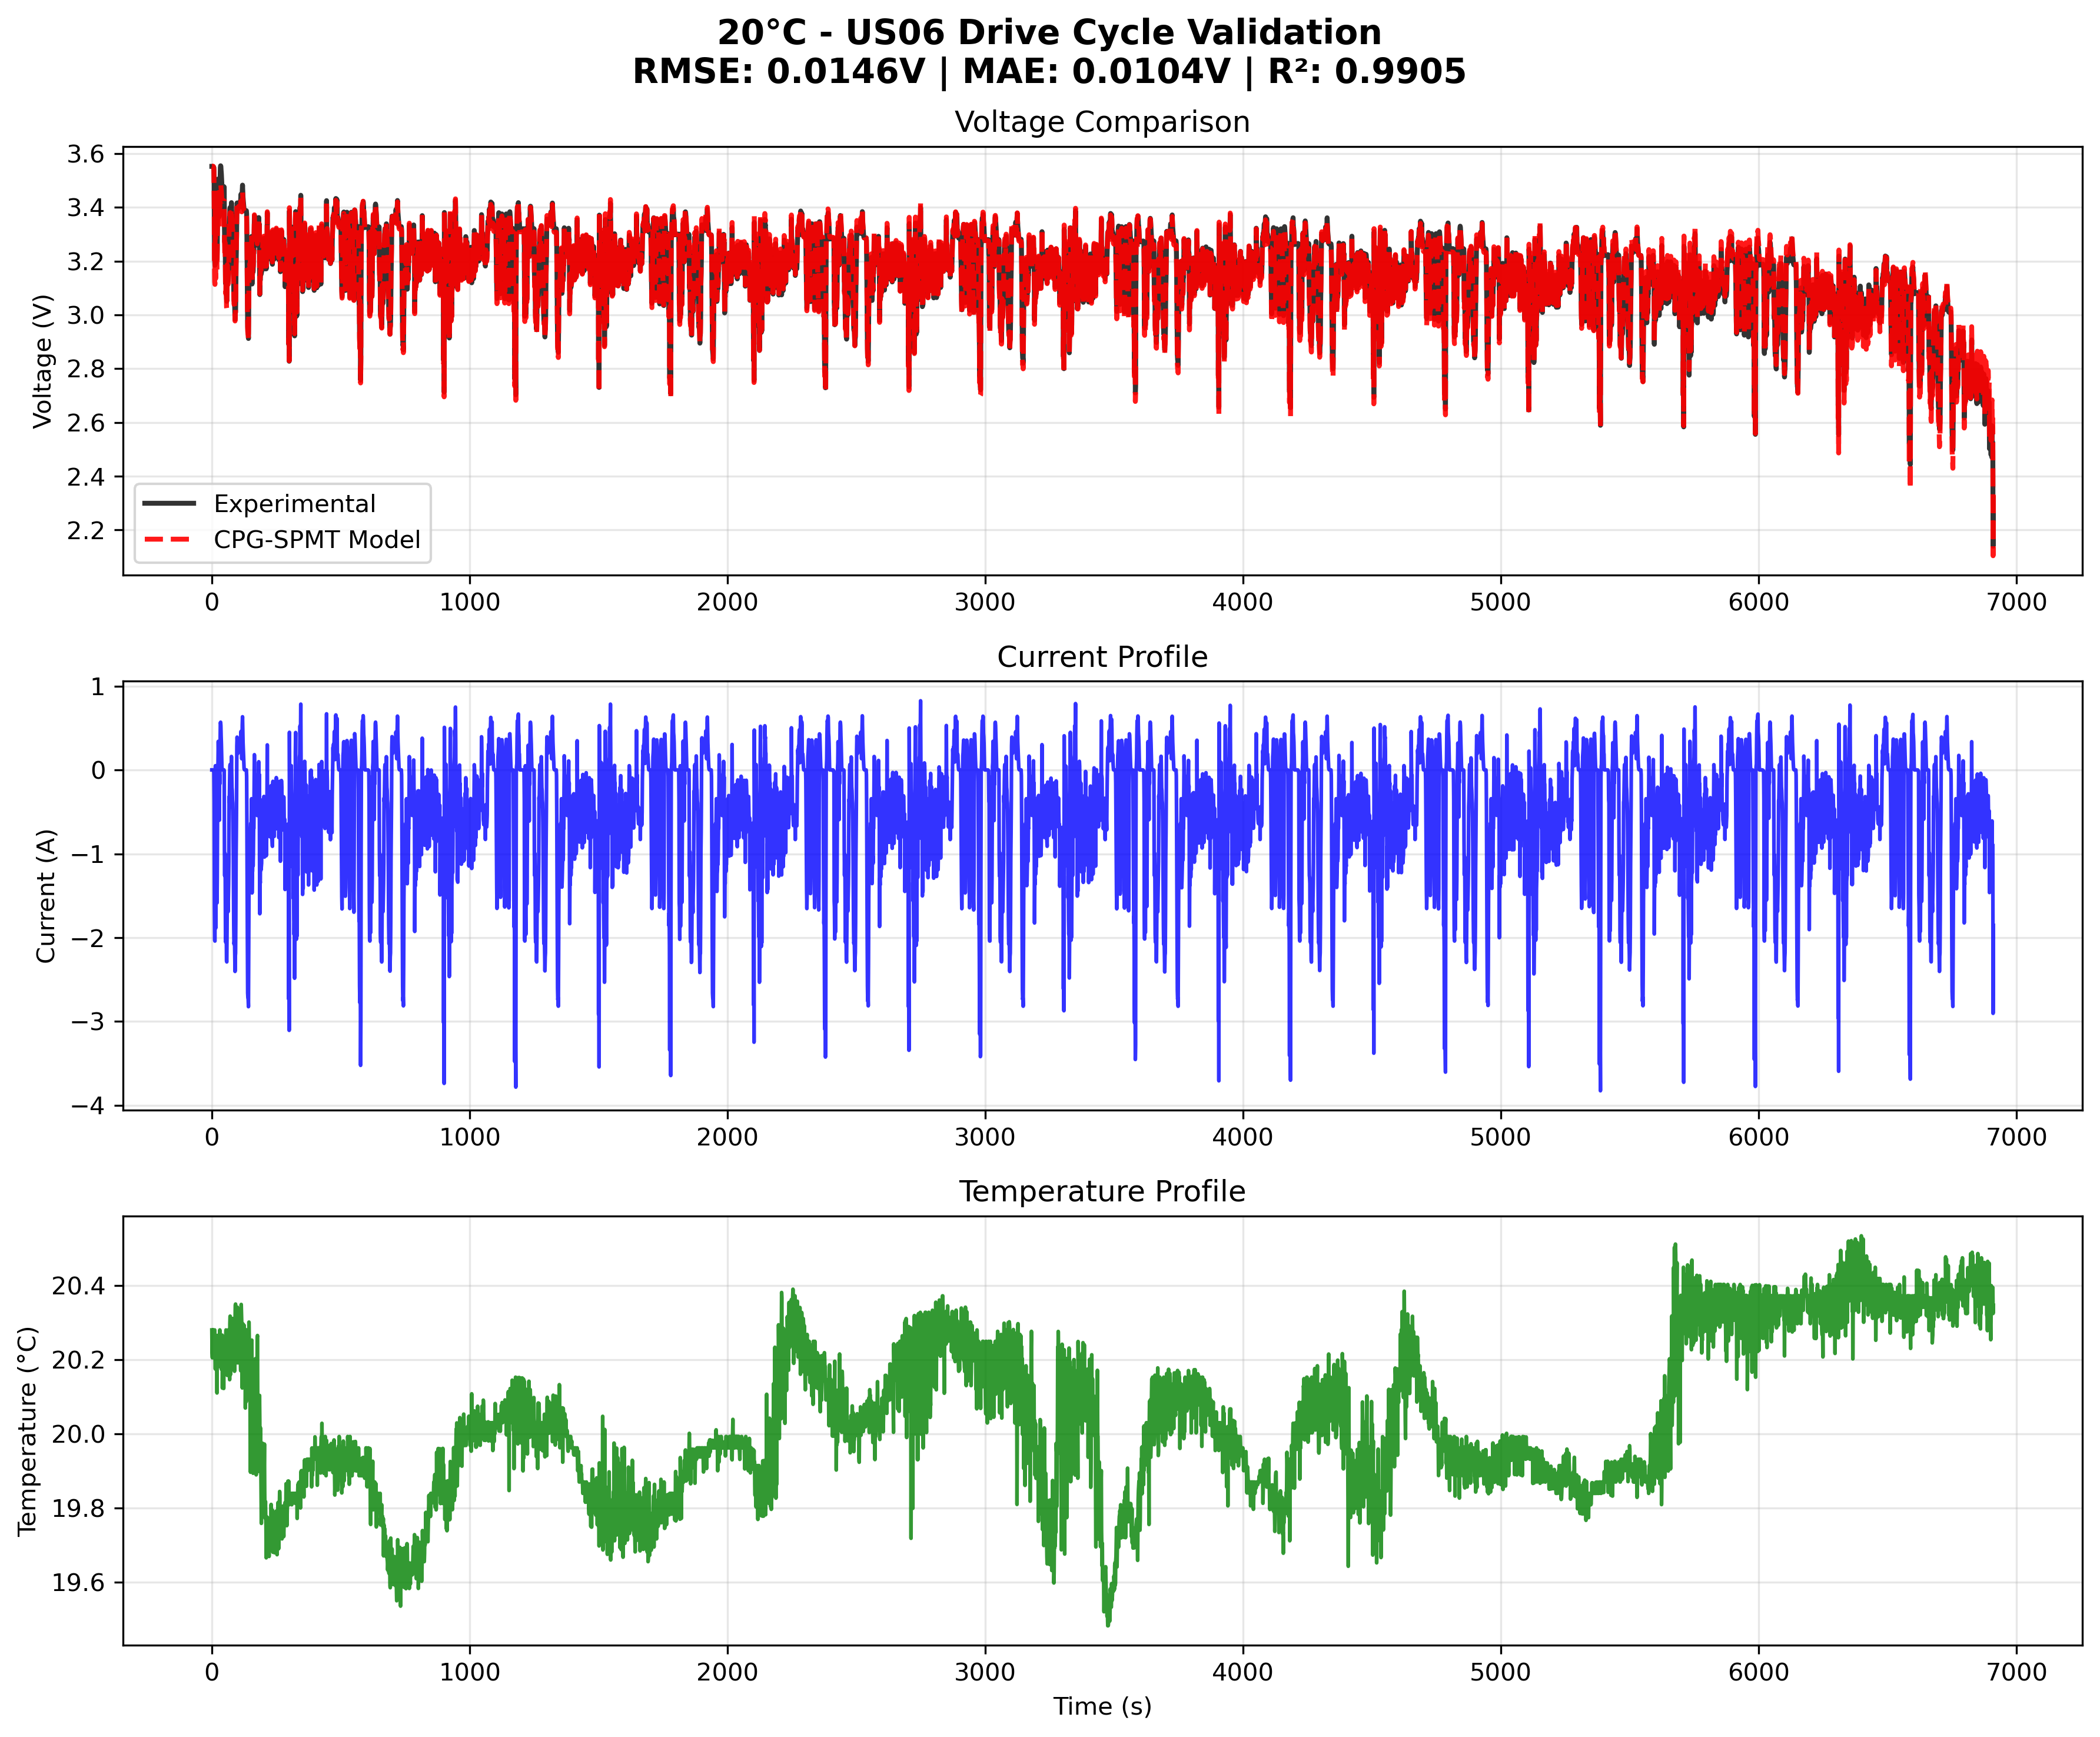 20°C - US06 Drive Cycle Validation
RMSE: 0.0146V | MAE: 0.0104V | R²: 0.9905
Voltage Comparison
Voltage (V)
3.6
3.4
3.2
3.0
2.8
2.6
2.4
2.2
Experimental
CPG-SPMT Model
0 1000 2000 3000 4000 5000 6000 7000
Current Profile
Current (A)
1
0
−1
−2
−3
−4
0 1000 2000 3000 4000 5000 6000 7000
Temperature Profile
Temperature (°C)
20.4
20.2
20.0
19.8
19.6
0 1000 2000 3000 4000 5000 6000 7000
Time (s)